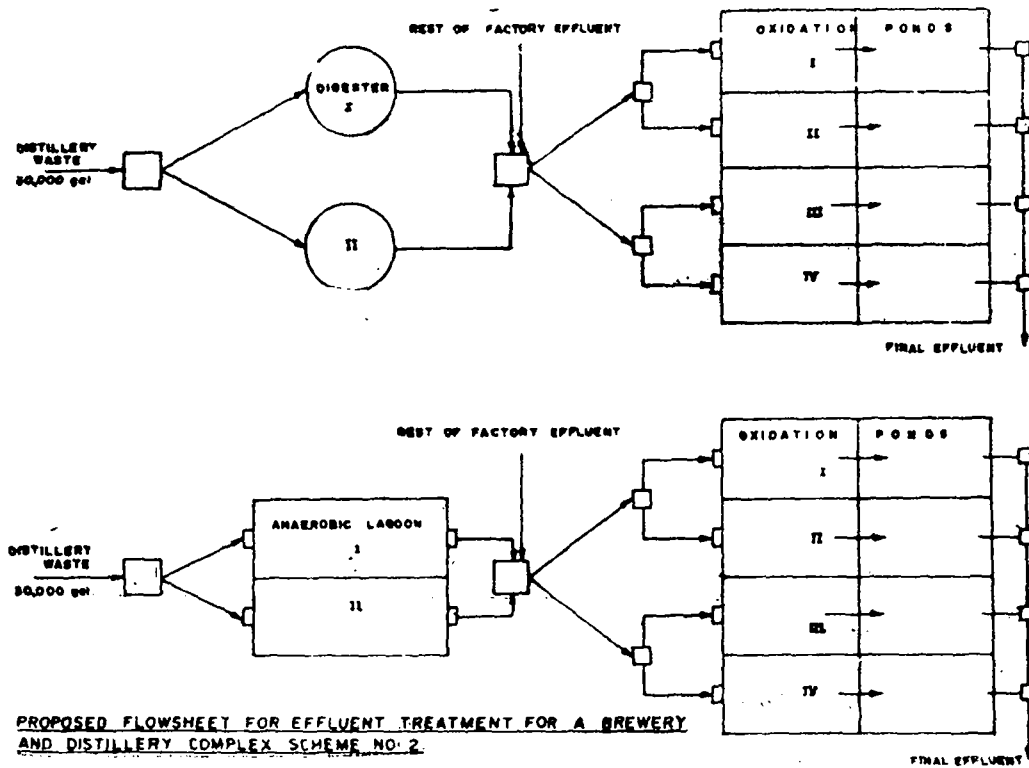 REST OF FACTORY EFFLUENT
OXIDATION PONDS
I
DIGESTER
I
II
DISTILLERY
WASTE
30,000 gal
III
II
IV
FINAL EFFLUENT
REST OF FACTORY EFFLUENT
OXIDATION PONDS
I
ANAEROBIC LAGOON
I
II
DISTILLERY
WASTE
30,000 gal.
II
III
IV
PROPOSED FLOWSHEET FOR EFFLUENT TREATMENT FOR A BREWERY
AND DISTILLERY COMPLEX SCHEME NO. 2.
FINAL EFFLUENT